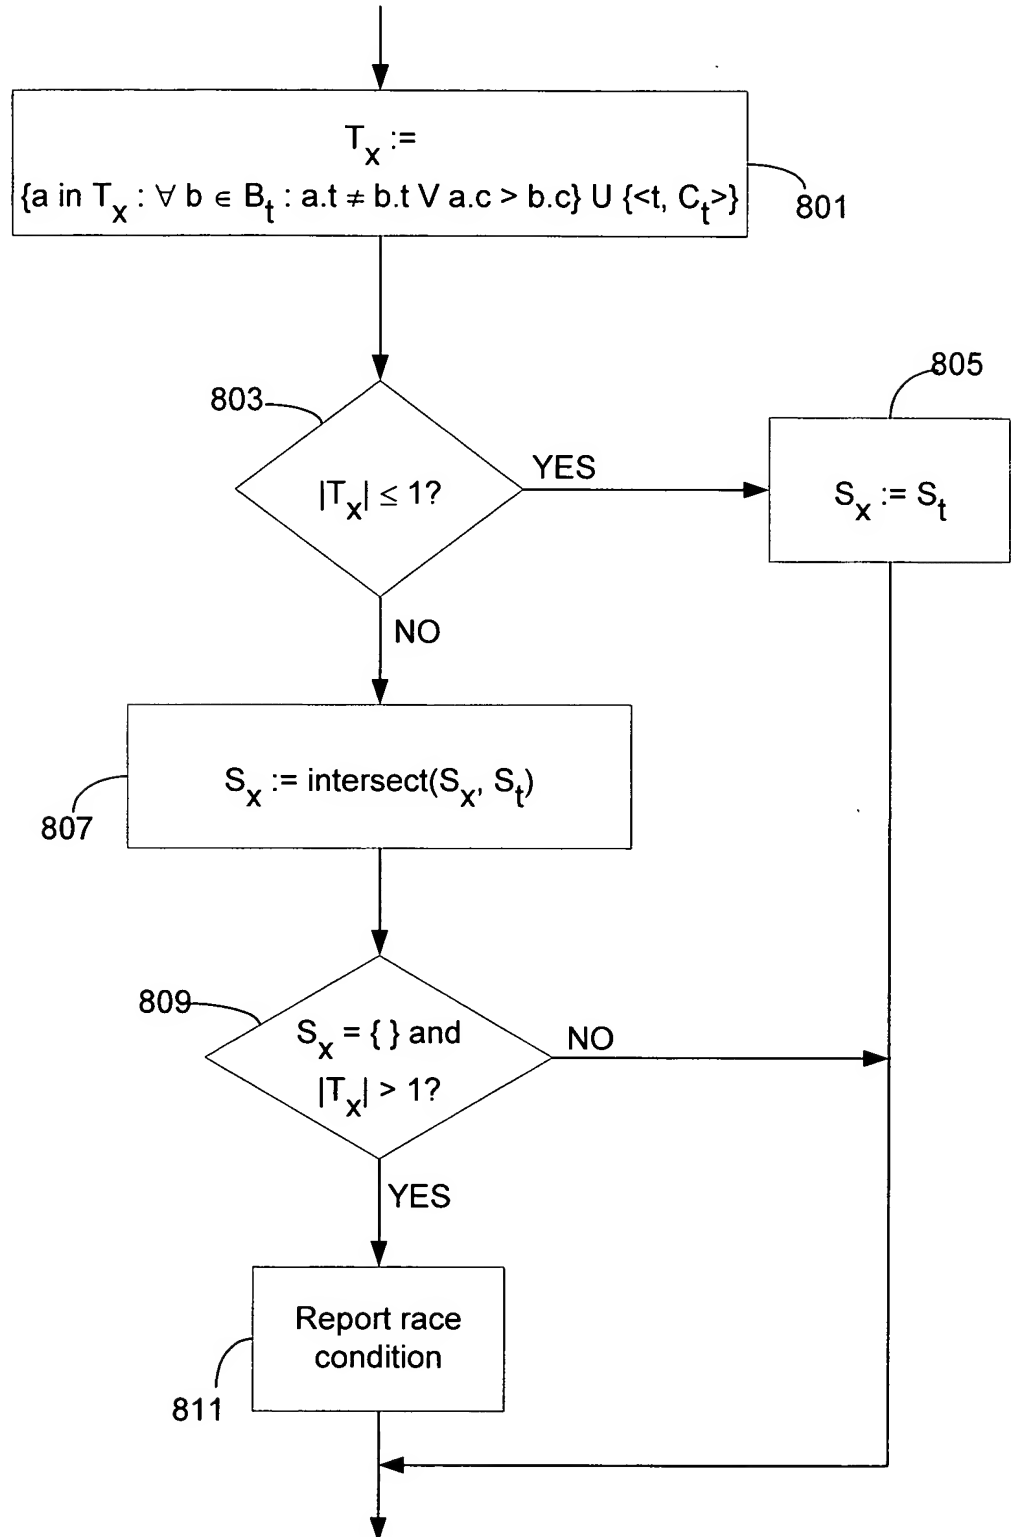 Tx :=
{a in Tx : ∀ b ∈ Bt : a.t ≠ b.t V a.c > b.c} U {<t, Ct>}
801
805
803
YES
|Tx| ≤ 1?
Sx := St
NO
Sx := intersect(Sx, St)
807
809
Sx = { } and
|Tx| > 1?
NO
YES
Report race
condition
811